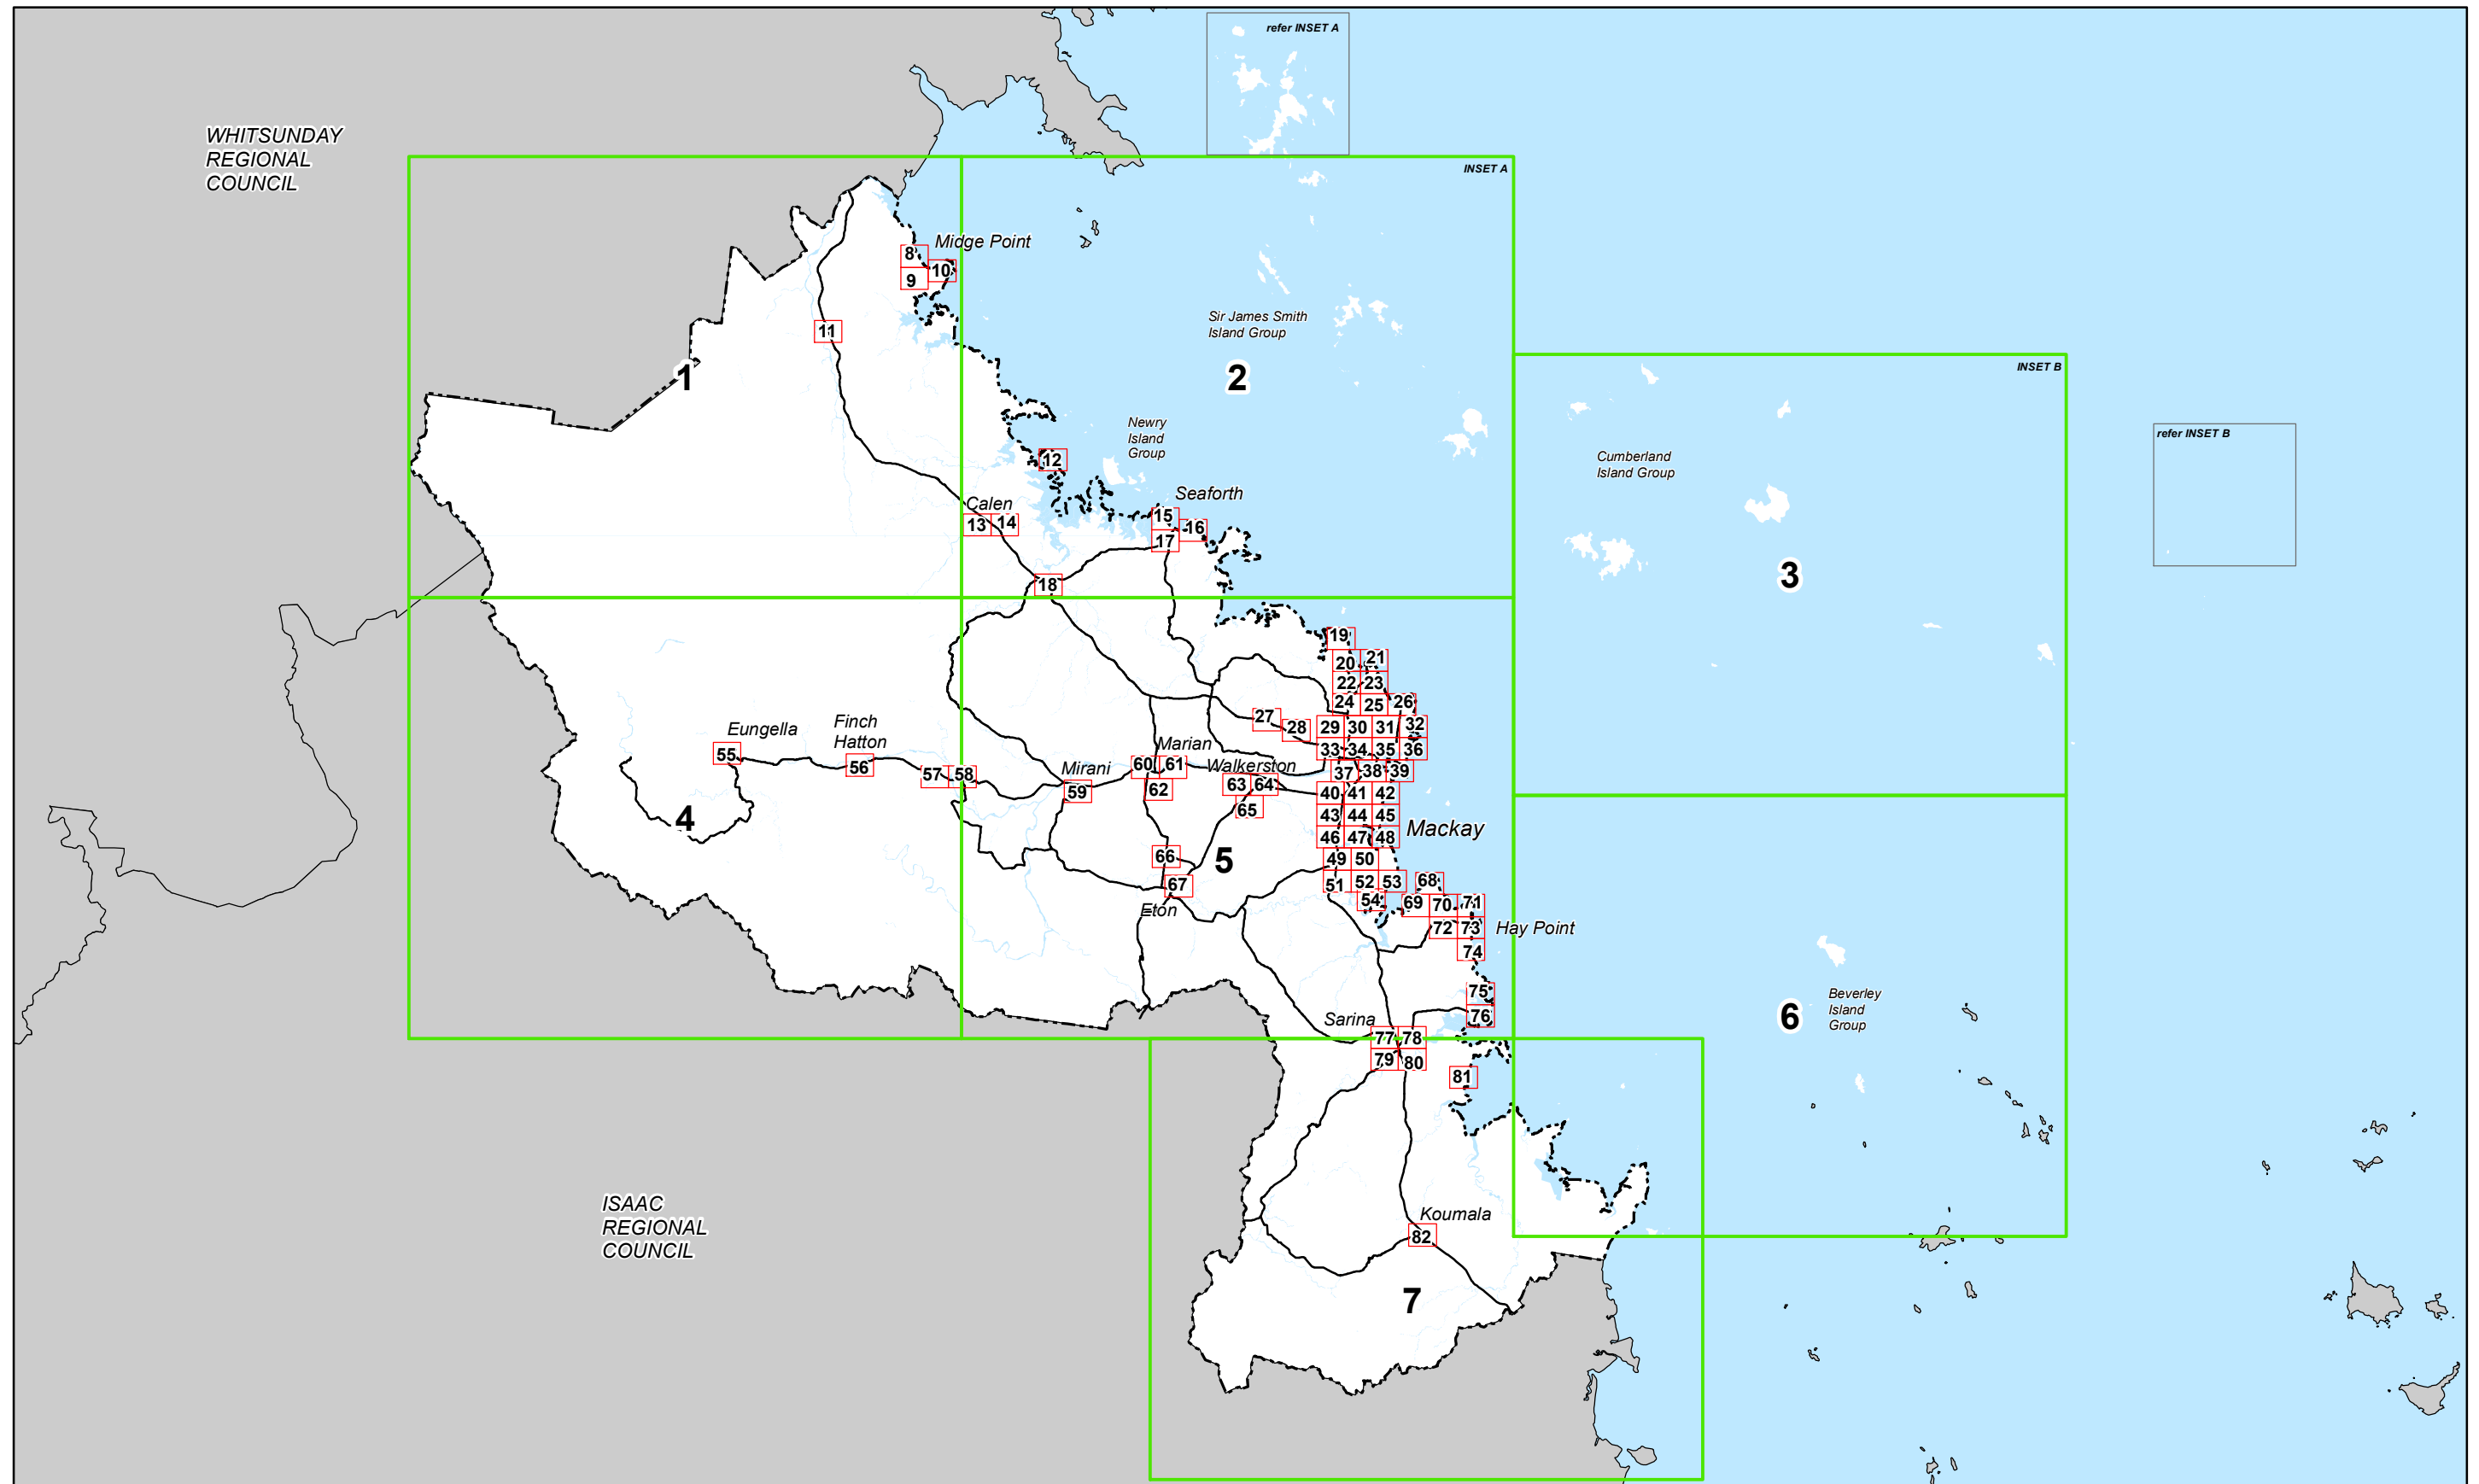 refer INSET A
WHITSUNDAY
REGIONAL
COUNCIL
INSET A
Midge Point
8
10
9
Sir James Smith
Island Group
11
1
2
INSET B
Newry
Island
Group
refer INSET B
12
Cumberland
Island Group
Seaforth
Calen
13 14
15
16
17
3
18
19
20 21
22 23
24 25 26
27
28
29 30 31 32
33 34 35 36
37 38 39
Eungella
Finch
Hatton
55
56
57 58
Marian
Mirani
60 61
Walkerston
59
62
63 64
65
40 41 42
43 44 45
46 47 48
Mackay
4
5
66
67
Eton
49 50
51 52 53
54
68
69 70 71
72 73
74
Hay Point
75
76
Sarina
77 78
79 80
81
Beverley
Island
Group
6
ISAAC
REGIONAL
COUNCIL
Koumala
82
7